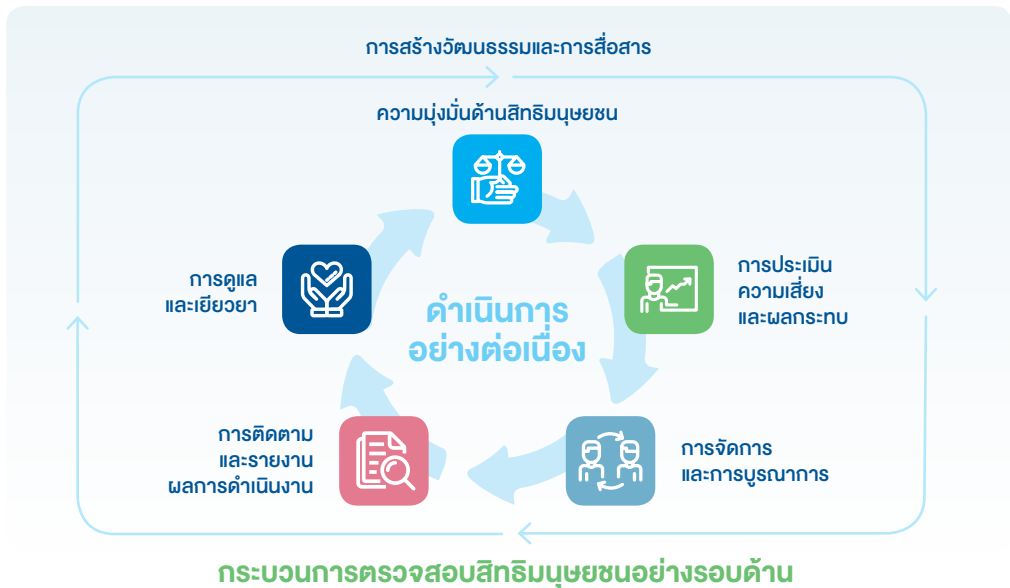 การสร้างวัฒนธรรมและการสื่อสาร
ความมุ่งมั่นด้านสิทธิมนุษยชน
การประเมิน
ความเสี่ยง
และผลกระทบ
การจัดการ
และการบูรณาการ
การติดตาม
และรายงาน
ผลการดำเนินงาน
การดูแล
และเยียวยา
ดำเนินการ
อย่างต่อเนื่อง
กระบวนการตรวจสอบสิทธิมนุษยชนอย่างรอบด้าน